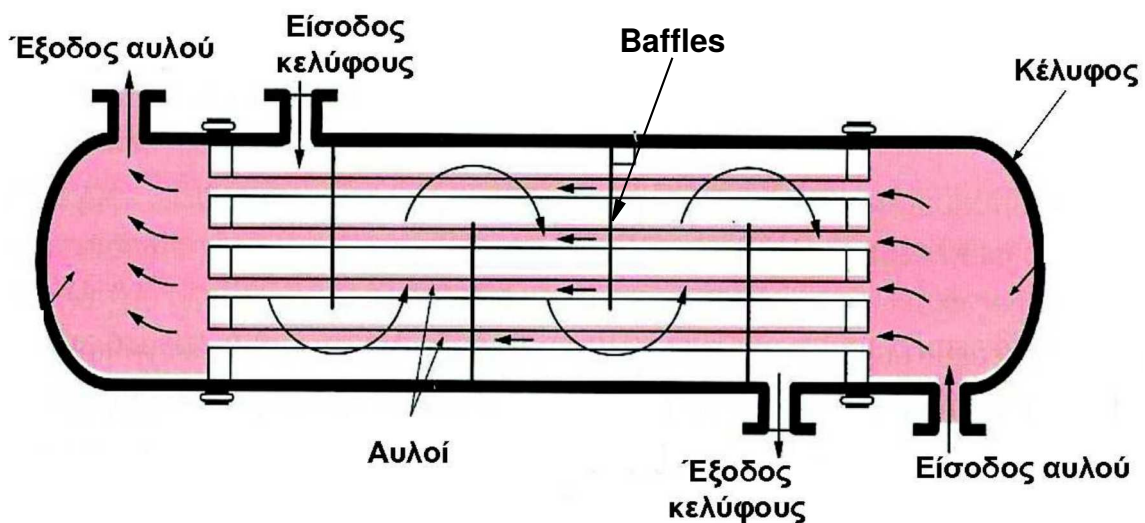 Έξοδος αυλού
Είσοδος
κελύφους
Baffles
Κέλυφος
Αυλοί
Έξοδος
κελύφους
Είσοδος αυλού